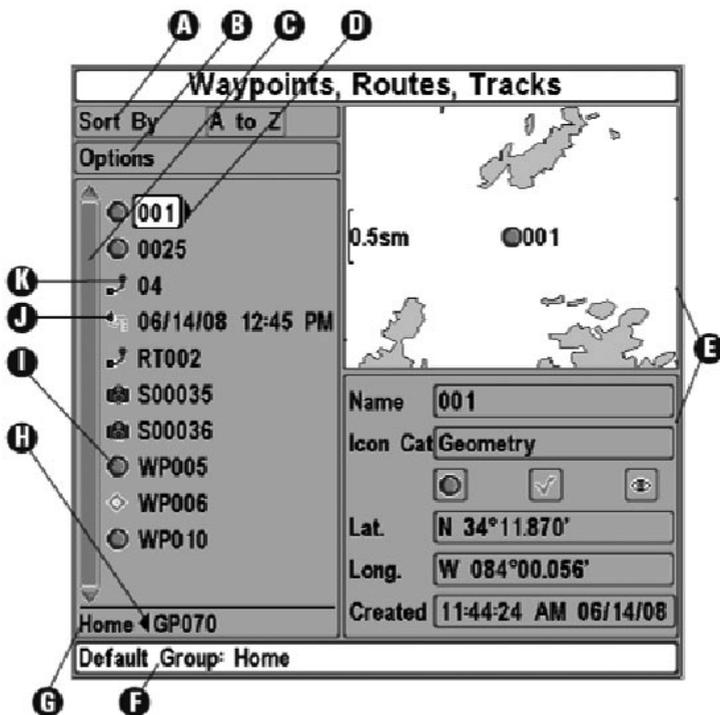 A B C D
Waypoints, Routes, Tracks
Sort By A to Z
Options
001
0025
K 04
J 06/14/08 12:45 PM
RT002
I S00035
S00036
H WP005
WP006
WP010
Home GP070
Default Group: Home
G F
0.5sm 001
E
Name 001
Icon Cat Geometry
Lat. N 34°11.870'
Long. W 084°00.056'
Created 11:44:24 AM 06/14/08